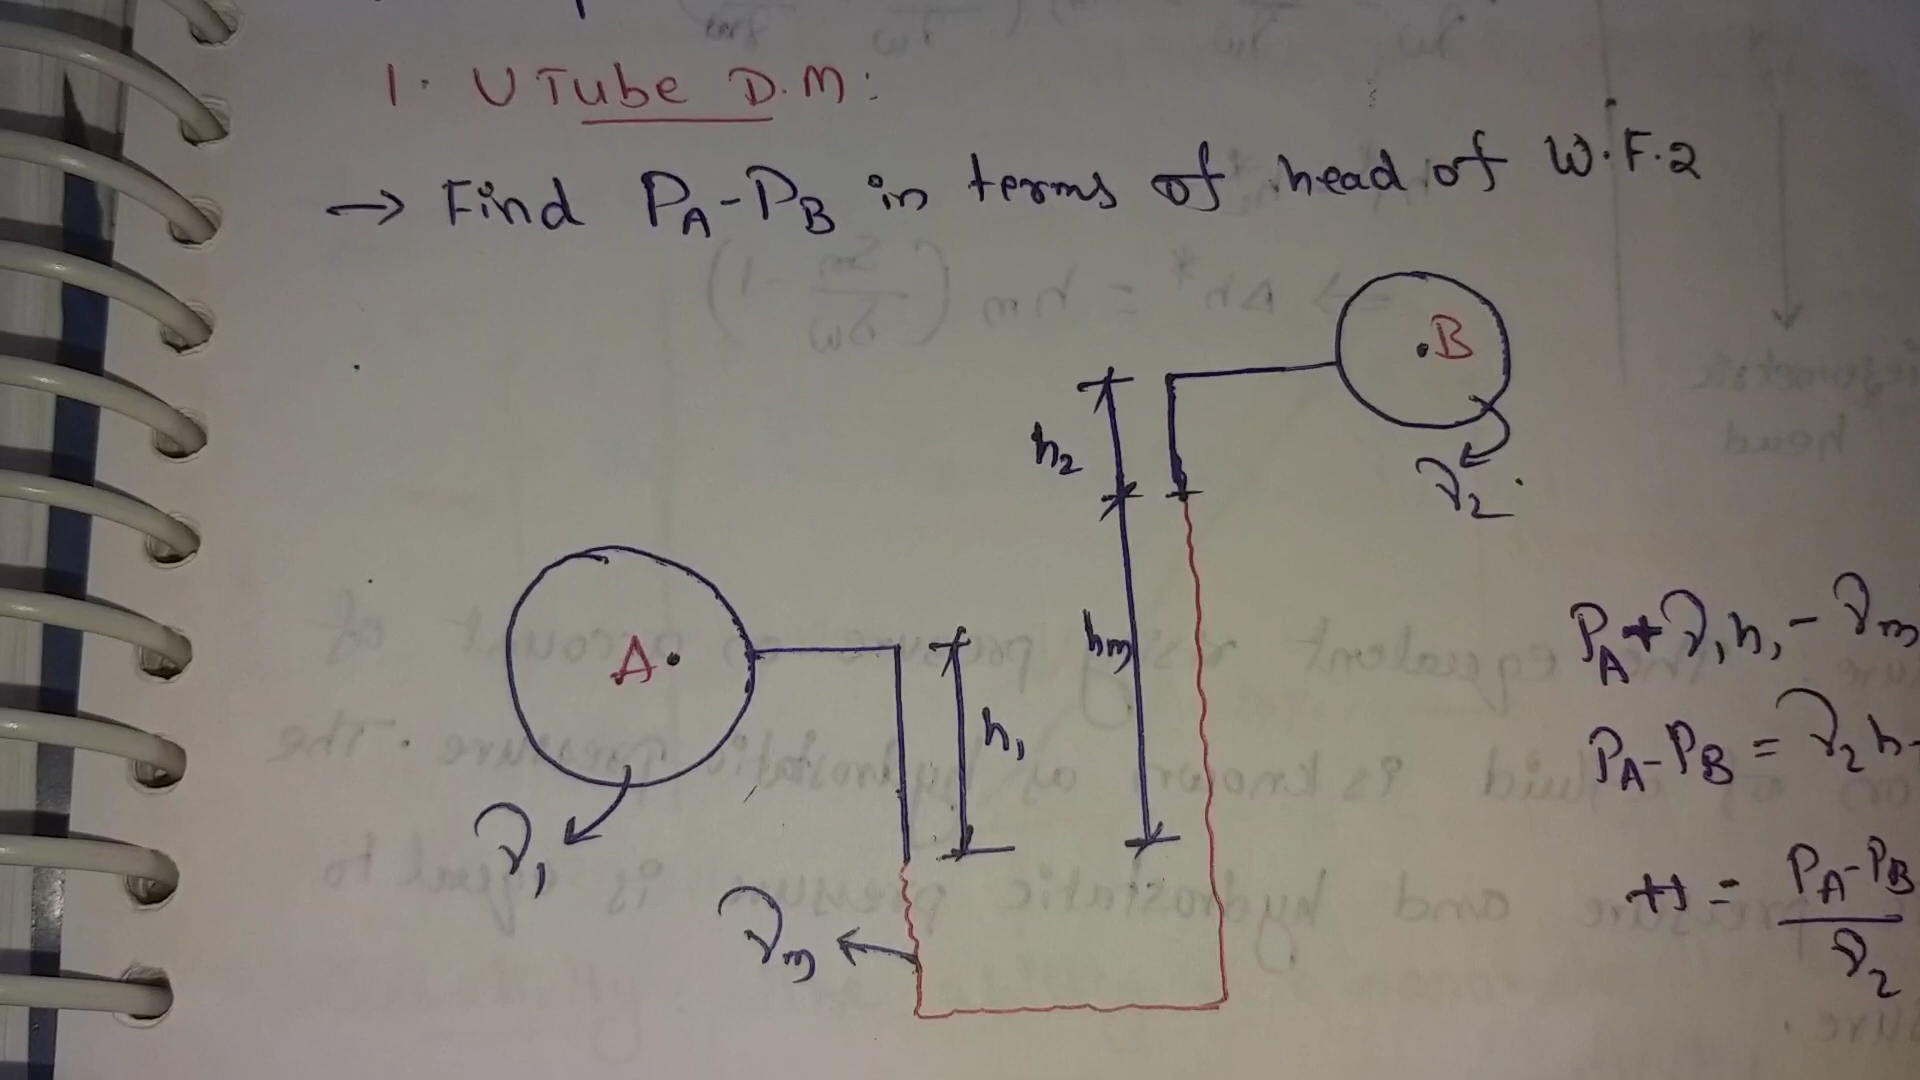 1. U Tube D.M:
→ Find PA-PB in terms of head of W.F.2
.B
h2
γ2
A.
hm
h1
γ1
γm
PA + γ1h1 - γm
PA-PB = γ2h
H = PA-PB
γ2